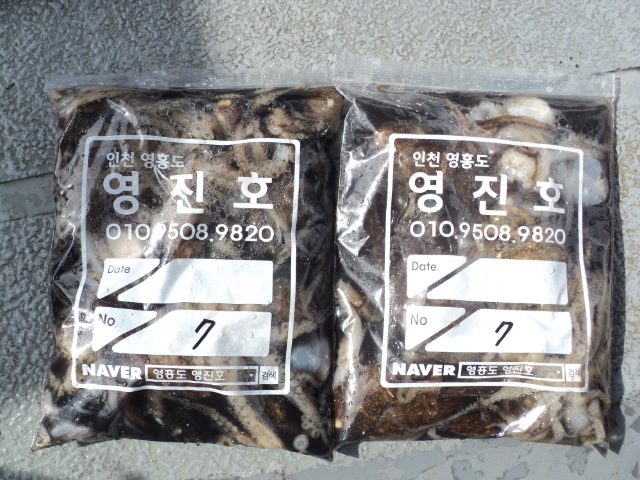 인천 영흥도
영진호
010.9508.9820
Date
No 7
NAVER 영흥도 영진호 검색
인천 영흥도
영진호
010.9508.9820
Date
No 7
NAVER 영흥도 영진호 검색